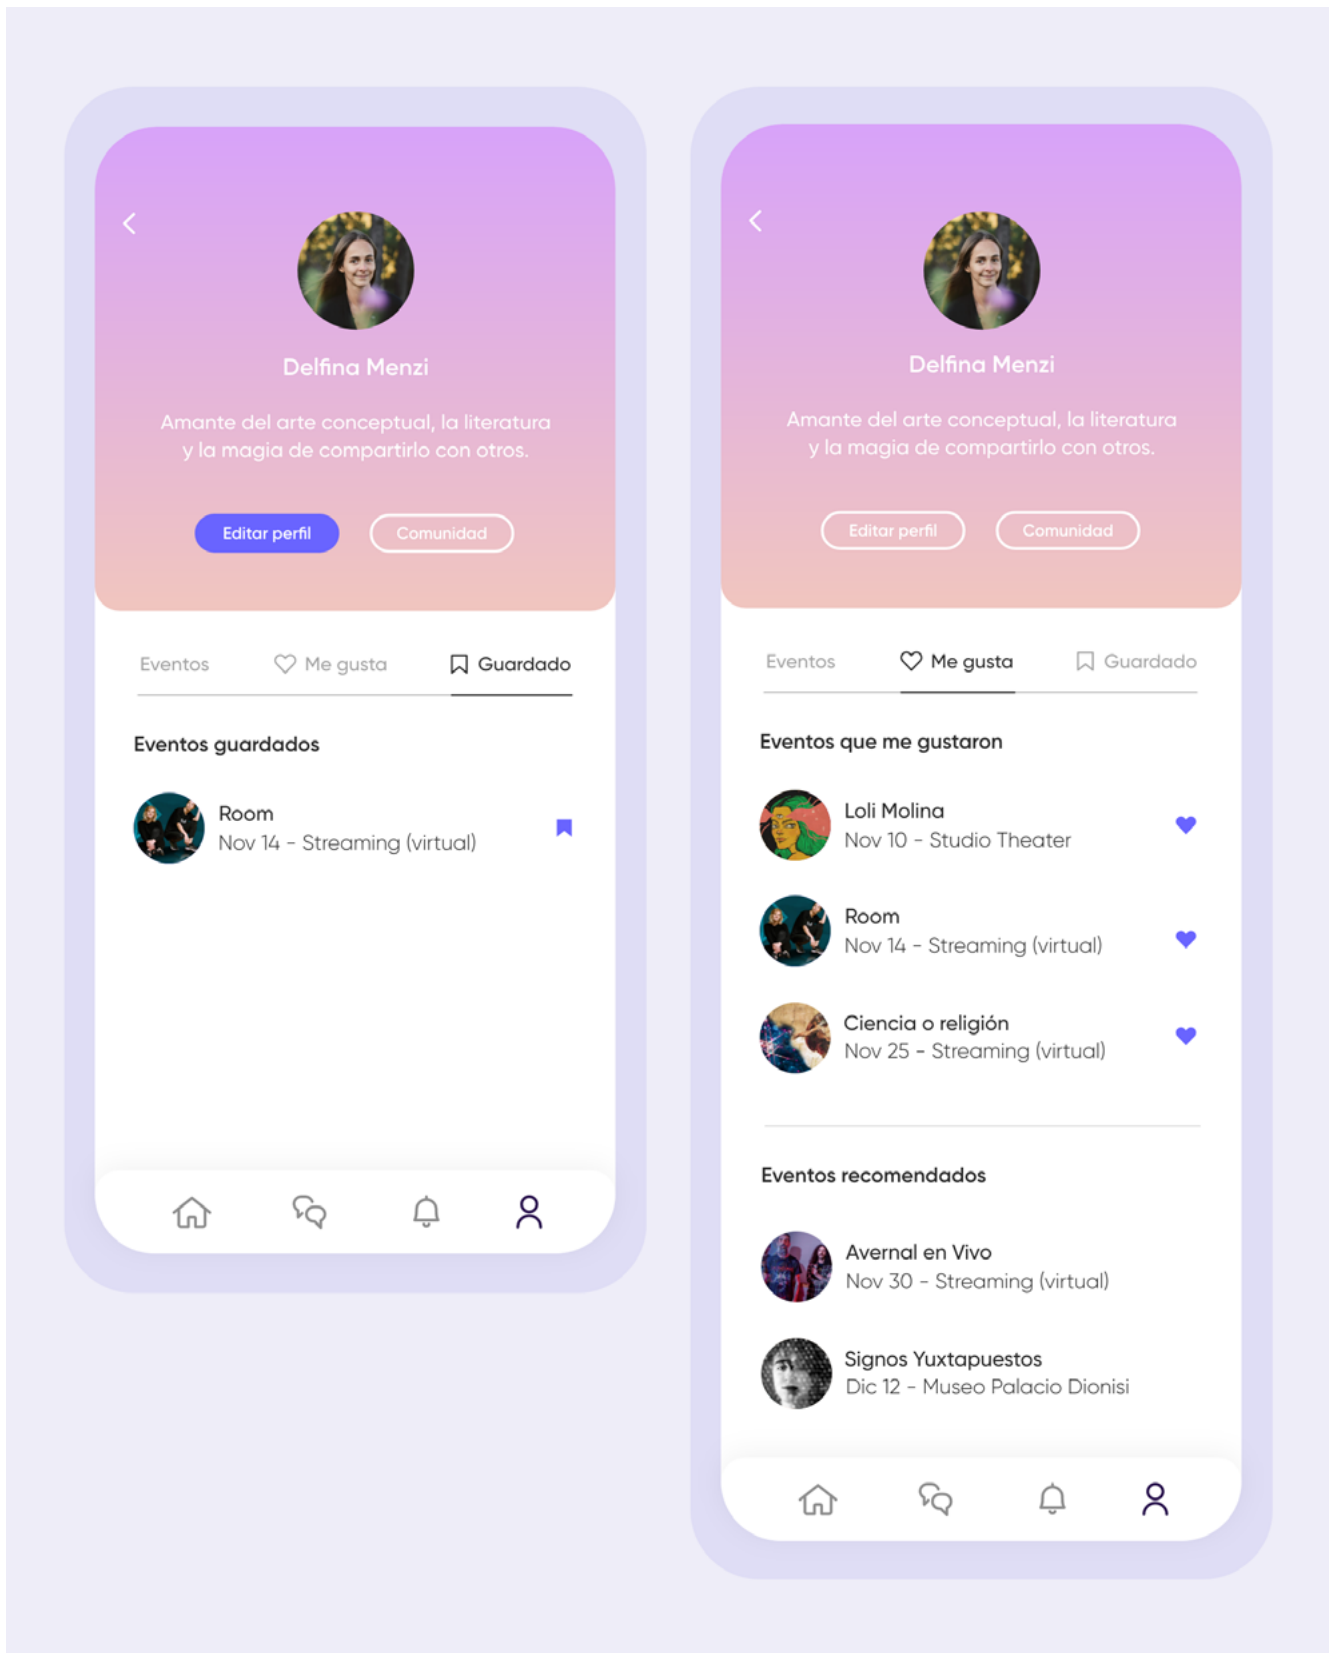 Delfina Menzi
Amante del arte conceptual, la literatura
y la magia de compartirlo con otros.
Editar perfil
Comunidad
Eventos
Me gusta
Guardado
Eventos guardados
Room
Nov 14 - Streaming (virtual)
Delfina Menzi
Amante del arte conceptual, la literatura
y la magia de compartirlo con otros.
Editar perfil
Comunidad
Eventos
Me gusta
Guardado
Eventos que me gustaron
Loli Molina
Nov 10 - Studio Theater
Room
Nov 14 - Streaming (virtual)
Ciencia o religión
Nov 25 - Streaming (virtual)
Eventos recomendados
Avernal en Vivo
Nov 30 - Streaming (virtual)
Signos Yuxtapuestos
Dic 12 - Museo Palacio Dionisi